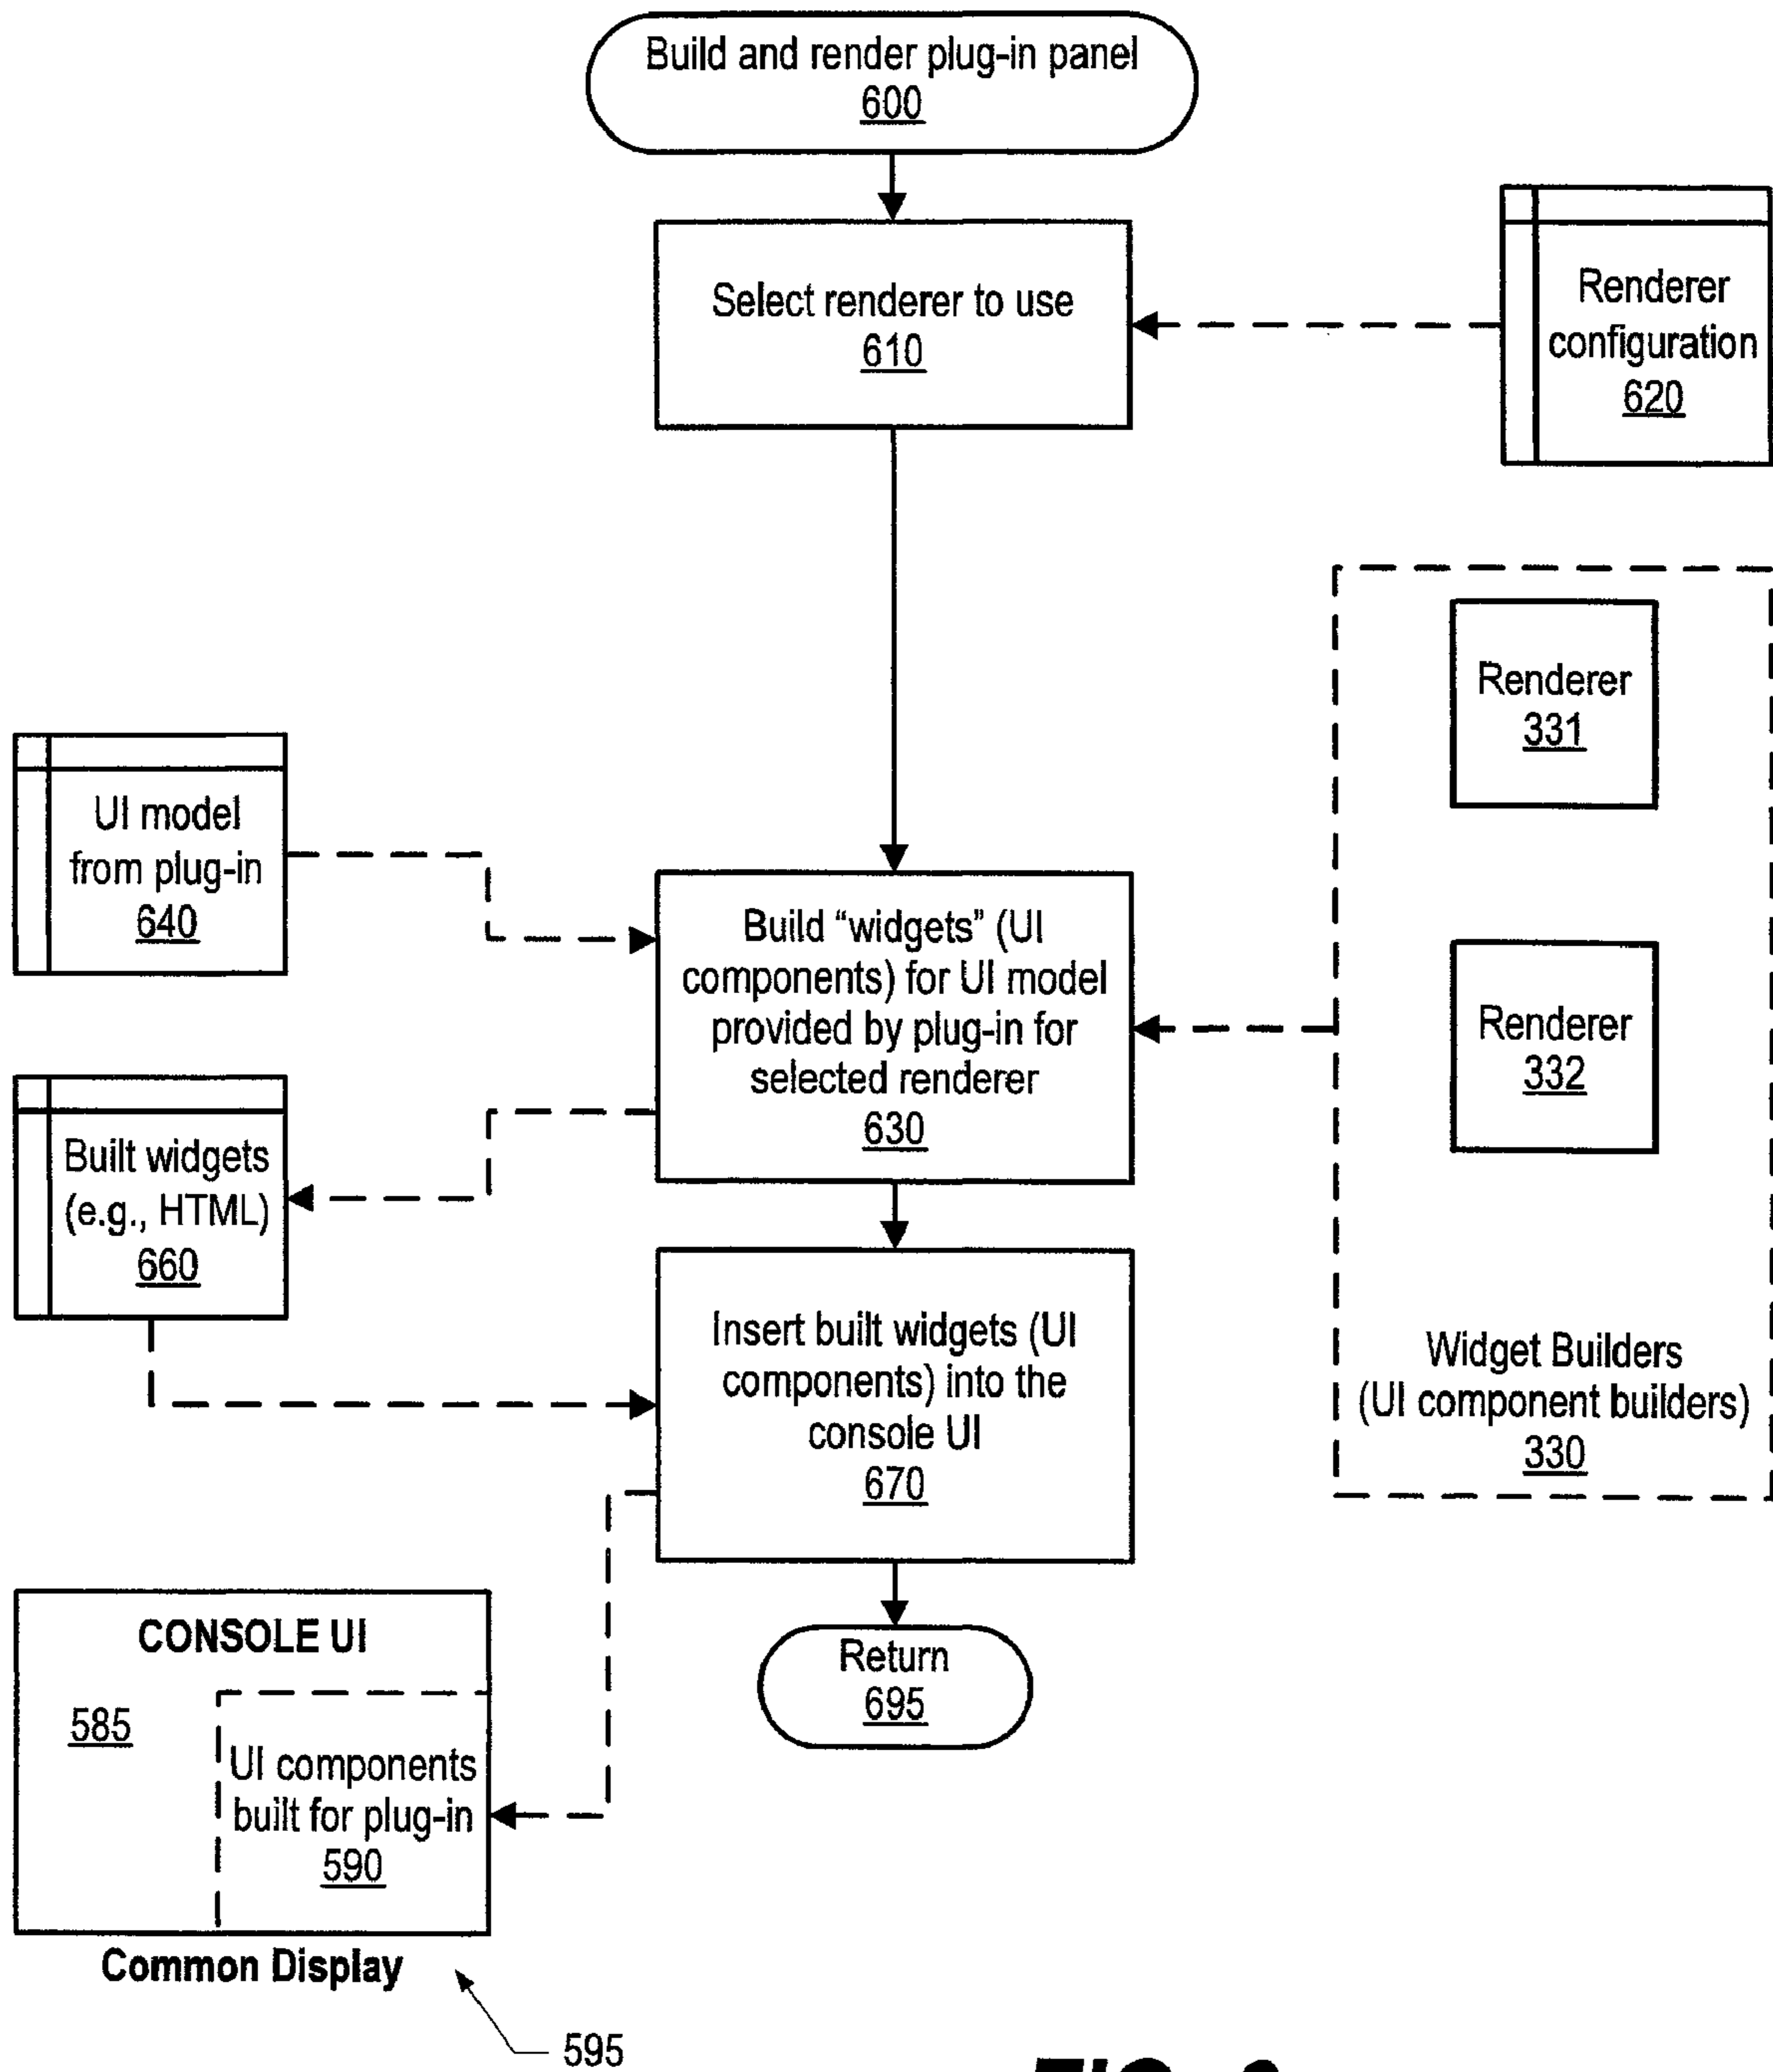 Build and render plug-in panel
600
Select renderer to use
610
Renderer
configuration
620
Renderer
331
UI model
from plug-in
640
Build “widgets” (UI
components) for UI model
provided by plug-in for
selected renderer
630
Renderer
332
Built widgets
(e.g., HTML)
660
Insert built widgets (UI
components) into the
console UI
670
Widget Builders
(UI component builders)
330
CONSOLE UI
585
UI components
built for plug-in
590
Return
695
Common Display
595